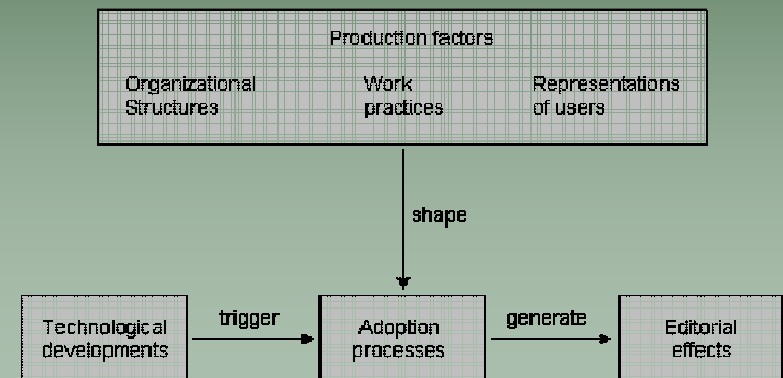 Production factors
Organizational Work Representations
Structures practices of users
shape
trigger generate
Technological Adoption Editorial
developments processes effects